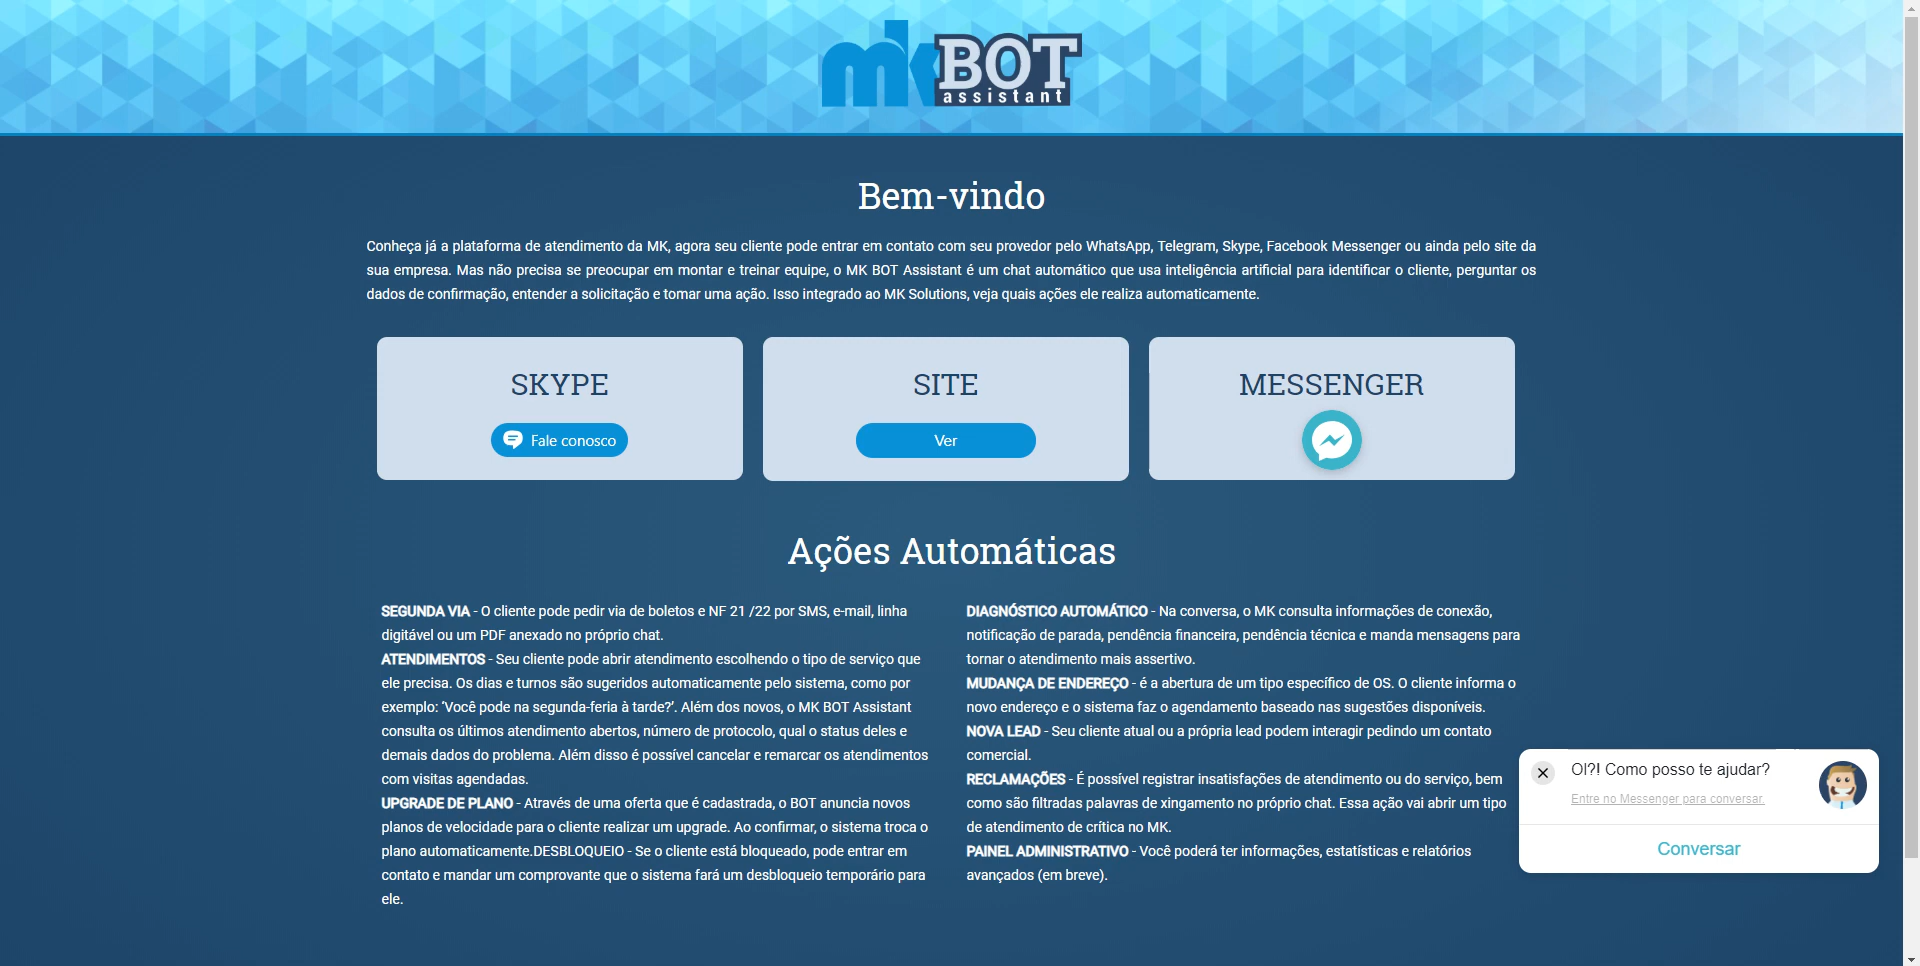 mk BOT
assistant
Bem-vindo
Conheça já a plataforma de atendimento da MK, agora seu cliente pode entrar em contato com seu provedor pelo WhatsApp, Telegram, Skype, Facebook Messenger ou ainda pelo site da
sua empresa. Mas não precisa se preocupar em montar e treinar equipe, o MK BOT Assistant é um chat automático que usa inteligência artificial para identificar o cliente, perguntar os
dados de confirmação, entender a solicitação e tomar uma ação. Isso integrado ao MK Solutions, veja quais ações ele realiza automaticamente.
SKYPE
Fale conosco
SITE
Ver
MESSENGER
Ações Automáticas
SEGUNDA VIA - O cliente pode pedir via de boletos e NF 21 /22 por SMS, e-mail, linha
digitável ou um PDF anexado no próprio chat.
ATENDIMENTOS - Seu cliente pode abrir atendimento escolhendo o tipo de serviço que
ele precisa. Os dias e turnos são sugeridos automaticamente pelo sistema, como por
exemplo: ‘Você pode na segunda-feria à tarde?’. Além dos novos, o MK BOT Assistant
consulta os últimos atendimento abertos, número de protocolo, qual o status deles e
demais dados do problema. Além disso é possível cancelar e remarcar os atendimentos
com visitas agendadas.
UPGRADE DE PLANO - Através de uma oferta que é cadastrada, o BOT anuncia novos
planos de velocidade para o cliente realizar um upgrade. Ao confirmar, o sistema troca o
plano automaticamente.DESBLOQUEIO - Se o cliente está bloqueado, pode entrar em
contato e mandar um comprovante que o sistema fará um desbloqueio temporário para
ele.
DIAGNÓSTICO AUTOMÁTICO - Na conversa, o MK consulta informações de conexão,
notificação de parada, pendência financeira, pendência técnica e manda mensagens para
tornar o atendimento mais assertivo.
MUDANÇA DE ENDEREÇO - é a abertura de um tipo específico de OS. O cliente informa o
novo endereço e o sistema faz o agendamento baseado nas sugestões disponíveis.
NOVA LEAD - Seu cliente atual ou a própria lead podem interagir pedindo um contato
comercial.
RECLAMAÇÕES - É possível registrar insatisfações de atendimento ou do serviço, bem
como são filtradas palavras de xingamento no próprio chat. Essa ação vai abrir um tipo
de atendimento de crítica no MK.
PAINEL ADMINISTRATIVO - Você poderá ter informações, estatísticas e relatórios
avançados (em breve).
Ol?! Como posso te ajudar?
Entre no Messenger para conversar.
Conversar